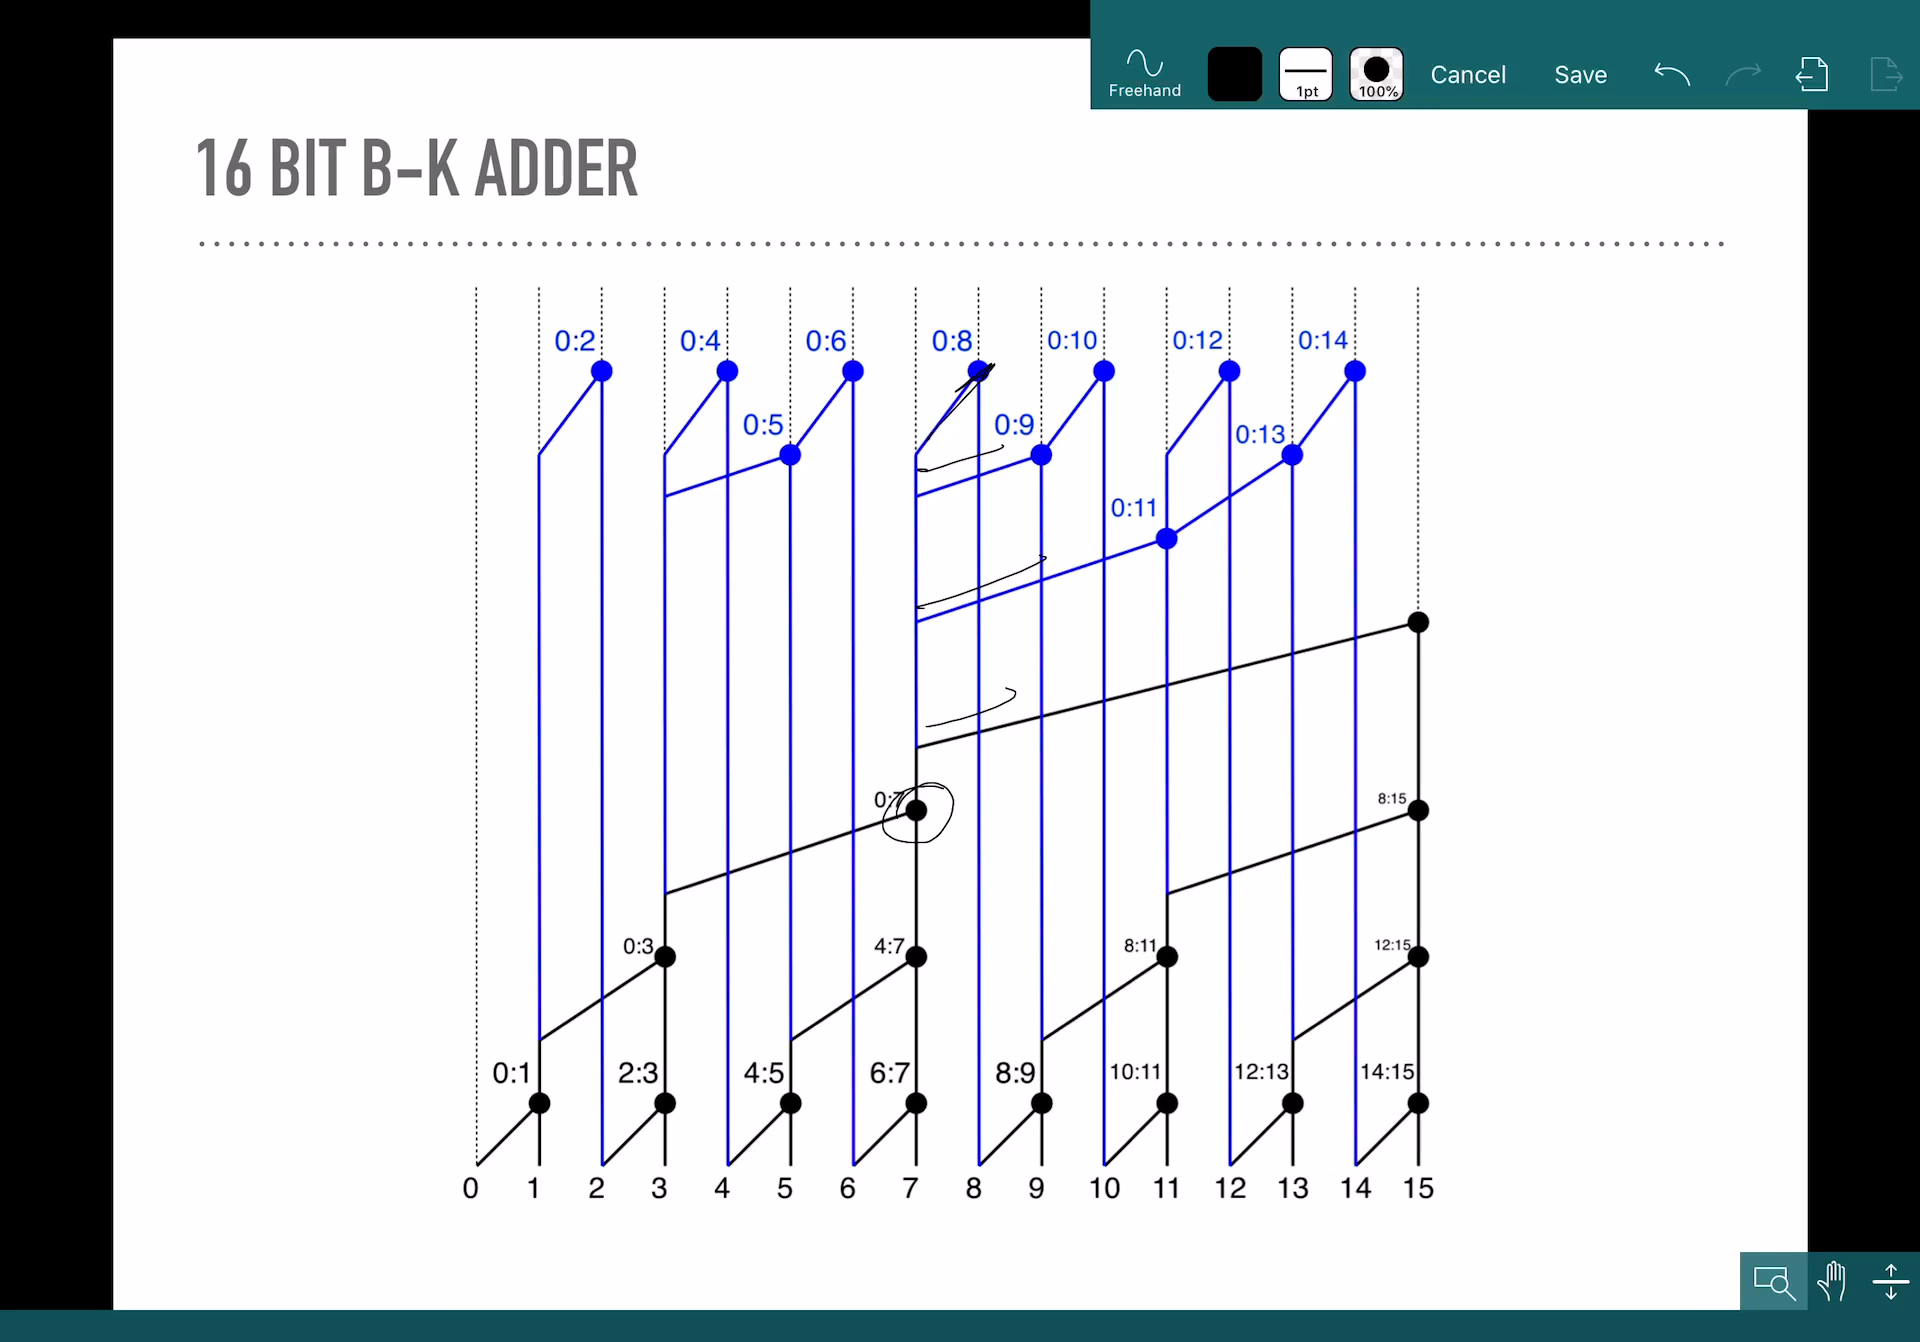 Freehand 1pt 100% Cancel Save
16 BIT B-K ADDER
0:2 0:4 0:6 0:8 0:10 0:12 0:14
0:5 0:9 0:13
0:11
0:7 8:15
0:3 4:7 8:11 12:15
0:1 2:3 4:5 6:7 8:9 10:11 12:13 14:15
0 1 2 3 4 5 6 7 8 9 10 11 12 13 14 15